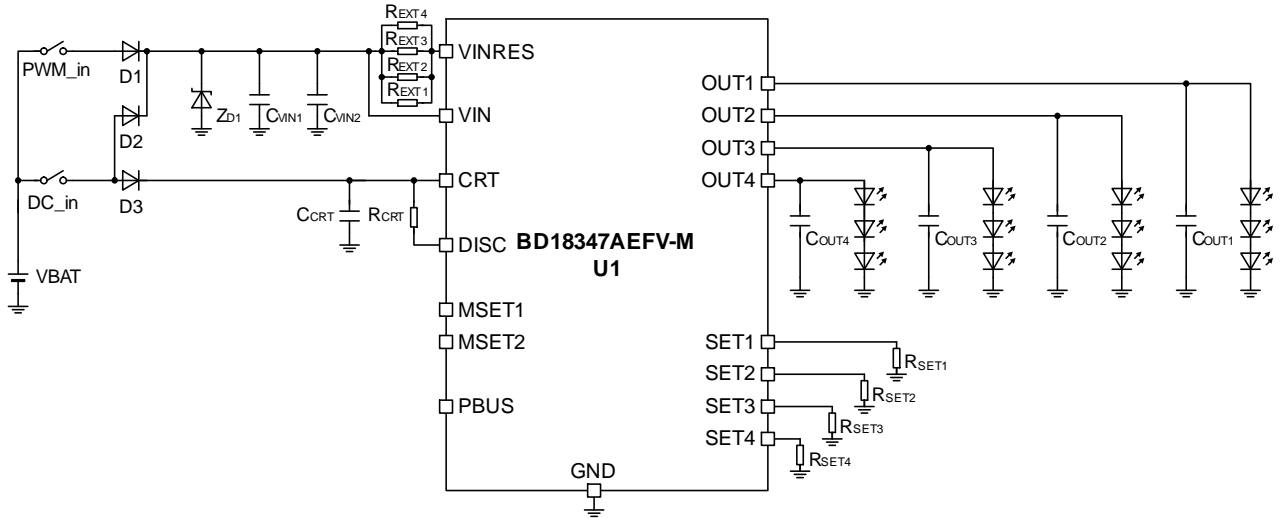 REXT4
REXT3
REXT2
REXT1
PWM_in
D1
D2
DC_in
D3
ZD1
CVIN1
CVIN2
CCRT
RCRT
VBAT
VINRES
VIN
CRT
DISC
MSET1
MSET2
PBUS
GND
BD18347AEFV-M
U1
OUT1
OUT2
OUT3
OUT4
SET1
SET2
SET3
SET4
COUT4
COUT3
COUT2
COUT1
RSET1
RSET2
RSET3
RSET4